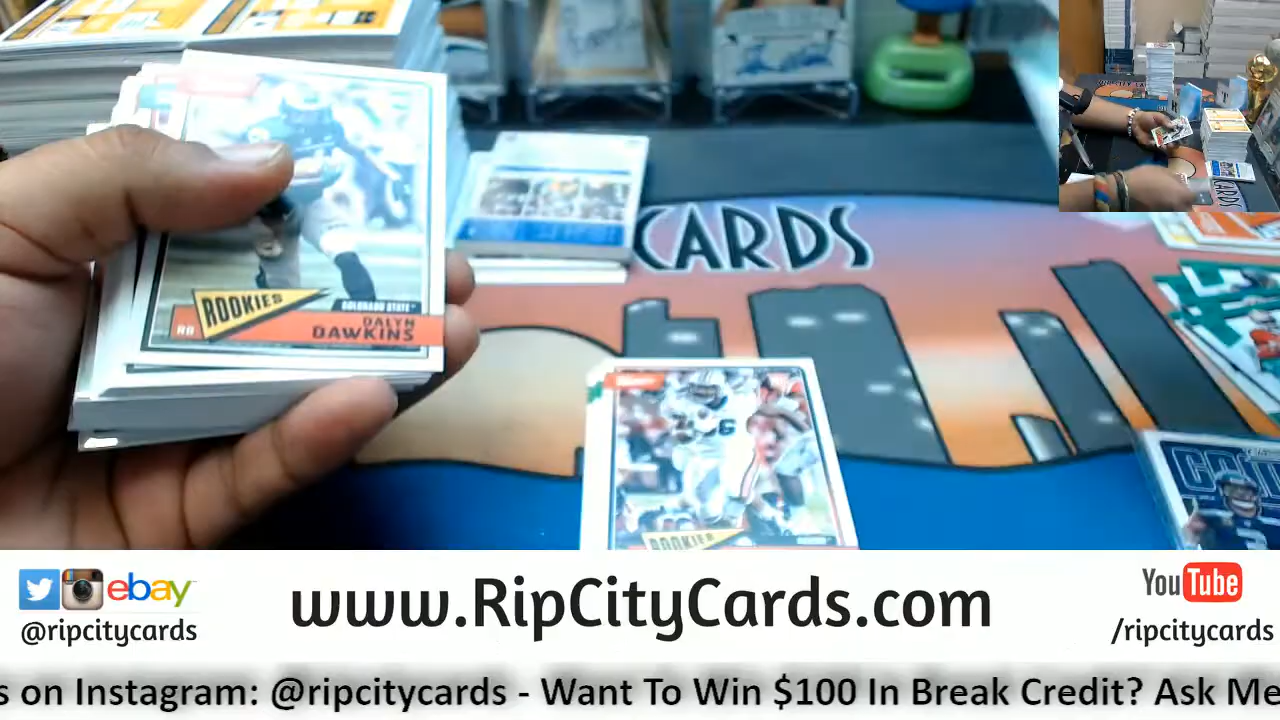 ROOKIES
COLORADO STATE
RB
DALYN
DAWKINS
CARDS
ROOKIES
ebay
@ripcitycards
www.RipCityCards.com
YouTube
/ripcitycards
s on Instagram: @ripcitycards - Want To Win $100 In Break Credit? Ask Me